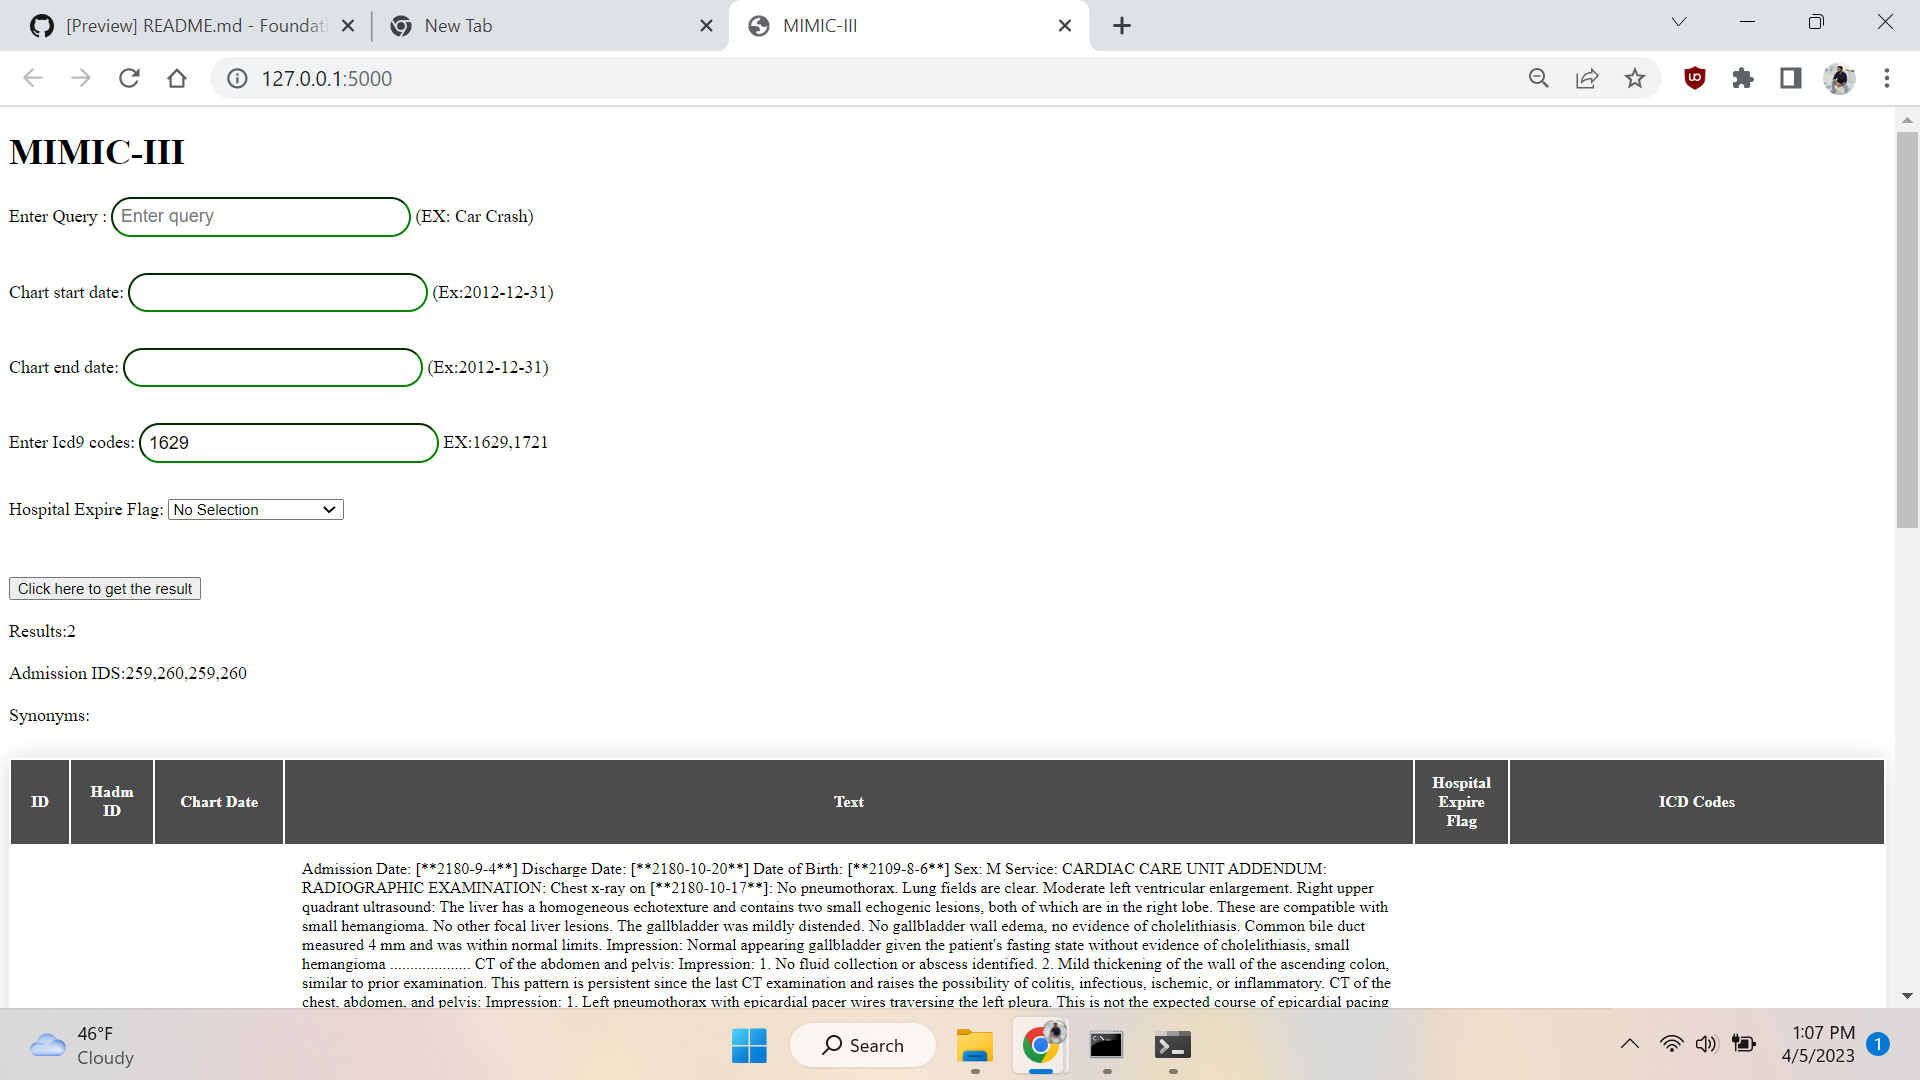 [Preview] README.md - Foundati
New Tab
MIMIC-III
127.0.0.1:5000
MIMIC-III
Enter Query : Enter query (EX: Car Crash)
Chart start date: (Ex:2012-12-31)
Chart end date: (Ex:2012-12-31)
Enter Icd9 codes: 1629 EX:1629,1721
Hospital Expire Flag: No Selection
Click here to get the result
Results:2
Admission IDS:259,260,259,260
Synonyms:
ID
Hadm
ID
Chart Date
Text
Hospital
Expire
Flag
ICD Codes
Admission Date: [**2180-9-4**] Discharge Date: [**2180-10-20**] Date of Birth: [**2109-8-6**] Sex: M Service: CARDIAC CARE UNIT ADDENDUM:
RADIOGRAPHIC EXAMINATION: Chest x-ray on [**2180-10-17**]: No pneumothorax. Lung fields are clear. Moderate left ventricular enlargement. Right upper
quadrant ultrasound: The liver has a homogeneous echotexture and contains two small echogenic lesions, both of which are in the right lobe. These are compatible with
small hemangioma. No other focal liver lesions. The gallbladder was mildly distended. No gallbladder wall edema, no evidence of cholelithiasis. Common bile duct
measured 4 mm and was within normal limits. Impression: Normal appearing gallbladder given the patient's fasting state without evidence of cholelithiasis, small
hemangioma .................... CT of the abdomen and pelvis: Impression: 1. No fluid collection or abscess identified. 2. Mild thickening of the wall of the ascending colon,
similar to prior examination. This pattern is persistent since the last CT examination and raises the possibility of colitis, infectious, ischemic, or inflammatory. CT of the
chest, abdomen, and pelvis: Impression: 1. Left pneumothorax with epicardial pacer wires traversing the left pleura. This is not the expected course of epicardial pacing
46°F
Cloudy
Search
1:07 PM
4/5/2023
1